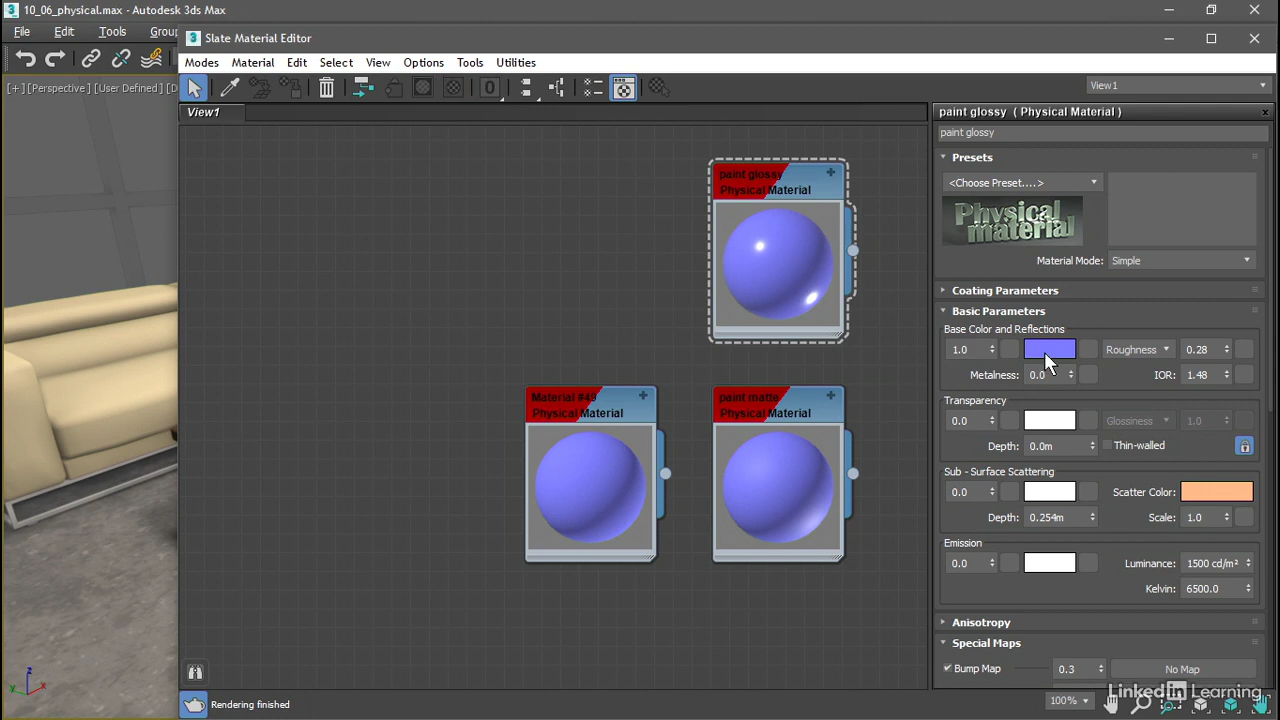 10_06_physical.max - Autodesk 3ds Max
File Edit Tools Group
[+] [Perspective] [User Defined] [D
Slate Material Editor
Modes Material Edit Select View Options Tools Utilities
0
View1
View1
paint glossy
Physical Material
Material #49
Physical Material
paint matte
Physical Material
paint glossy ( Physical Material )
paint glossy
Presets
<Choose Preset....>
Physical material
Material Mode: Simple
Coating Parameters
Basic Parameters
Base Color and Reflections
1.0 Roughness 0.28
Metalness: 0.0 IOR: 1.48
Transparency
0.0 Glossiness 1.0
Depth: 0.0m Thin-walled
Sub - Surface Scattering
0.0 Scatter Color:
Depth: 0.254m Scale: 1.0
Emission
0.0 Luminance: 1500 cd/m²
Kelvin: 6500.0
Anisotropy
Special Maps
Bump Map 0.3 No Map
LinkedIn Learning
100%
Rendering finished
z
y x